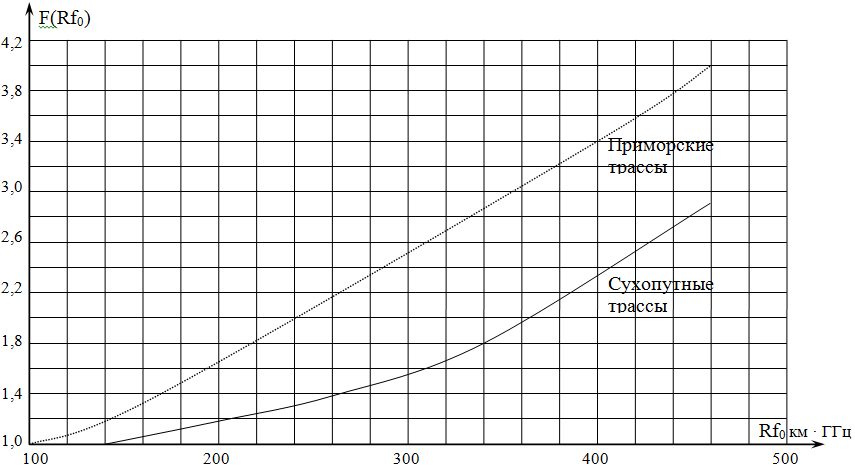 F(Rf0)
4,2
3,8
3,4
3,0
2,6
2,2
1,8
1,4
1,0
Приморские
трассы
Сухопутные
трассы
Rf0 км · ГГц
100
200
300
400
500